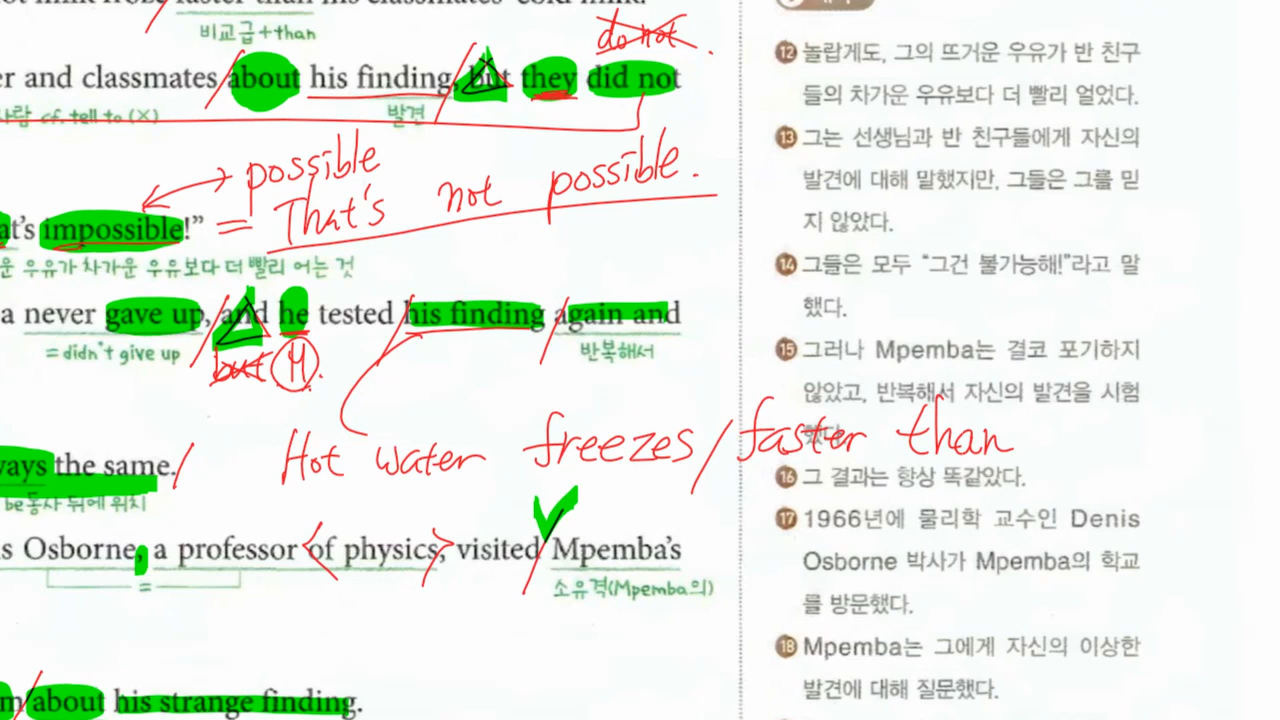 faster than his classmates' cold milk.
비교급+than
do not.
er and classmates about his finding, but they did not
사람 cf. tell to (X)
발견
possible
at's impossible!" = That's not possible.
운 우유가 차가운 우유보다 더 빨리 어는 것
a never gave up, and he tested his finding again and
=didn't give up
but M.
반복해서
Hot water freezes/faster than
ways the same.
be동사 뒤에 위치
s Osborne, a professor of physics, visited Mpemba's
=
소유격(Mpemba의)
m about his strange finding.
⑫ 놀랍게도, 그의 뜨거운 우유가 반 친구
들의 차가운 우유보다 더 빨리 얼었다.
⑬ 그는 선생님과 반 친구들에게 자신의
발견에 대해 말했지만, 그들은 그를 믿
지 않았다.
⑭ 그들은 모두 “그건 불가능해!”라고 말
했다.
⑮ 그러나 Mpemba는 결코 포기하지
않았고, 반복해서 자신의 발견을 시험
했다.
⑯ 그 결과는 항상 똑같았다.
⑰ 1966년에 물리학 교수인 Denis
Osborne 박사가 Mpemba의 학교
를 방문했다.
⑱ Mpemba는 그에게 자신의 이상한
발견에 대해 질문했다.